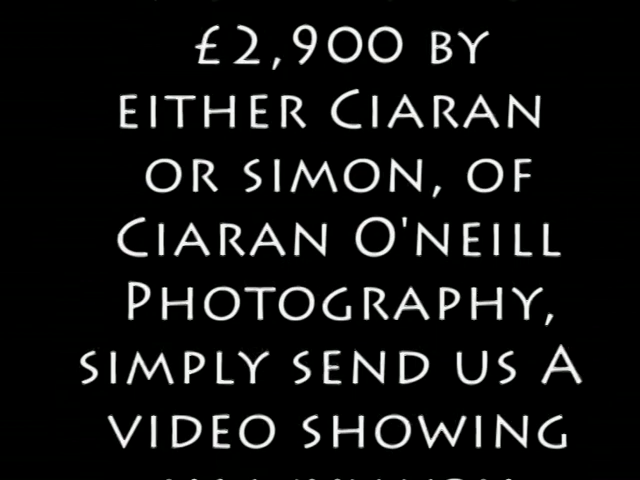 £2,900 BY
EITHER CIARAN
OR SIMON, OF
CIARAN O'NEILL
PHOTOGRAPHY,
SIMPLY SEND US A
VIDEO SHOWING